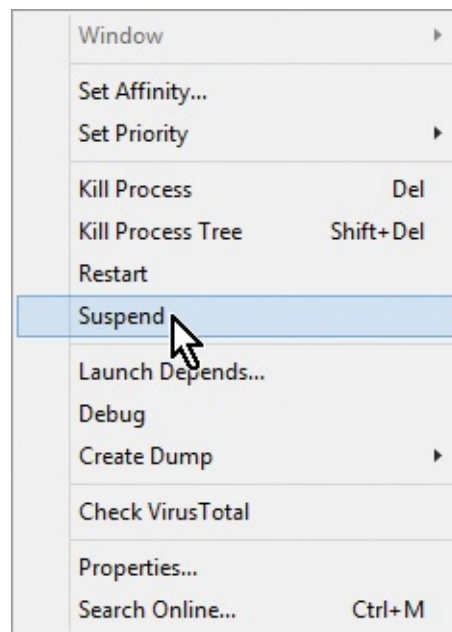 Window
Set Affinity...
Set Priority
Kill Process Del
Kill Process Tree Shift+Del
Restart
Suspend
Launch Depends...
Debug
Create Dump
Check VirusTotal
Properties...
Search Online... Ctrl+M